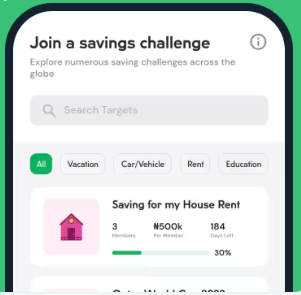 Join a savings challenge
Explore numerous saving challenges across the
globe
Search Targets
All Vacation Car/Vehicle Rent Education
Saving for my House Rent
3 ₦500k 184
Members Per Member Days Left
30%